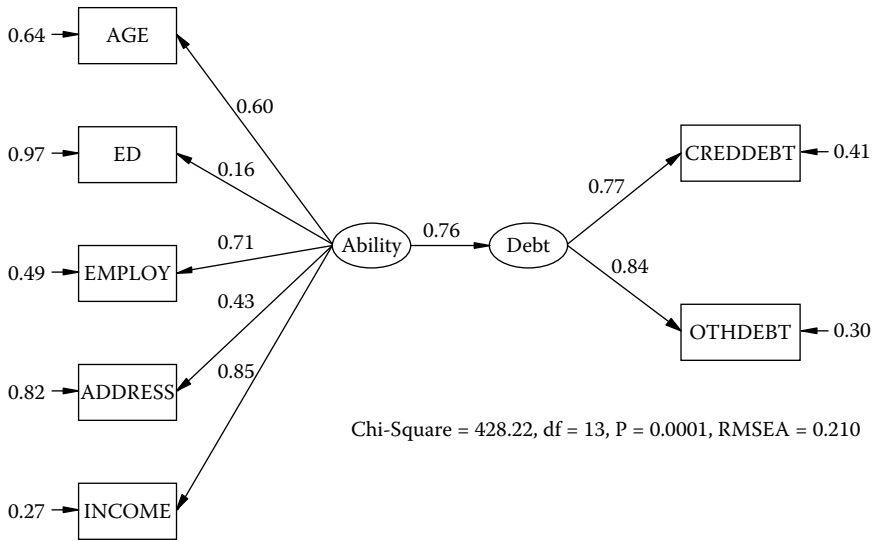 0.64
AGE
0.60
0.97
ED
0.16
CREDDEBT
0.41
0.77
0.49
EMPLOY
0.71
Ability
0.76
Debt
0.84
0.43
0.82
ADDRESS
0.85
OTHDEBT
0.30
Chi-Square = 428.22, df = 13, P = 0.0001, RMSEA = 0.210
0.27
INCOME